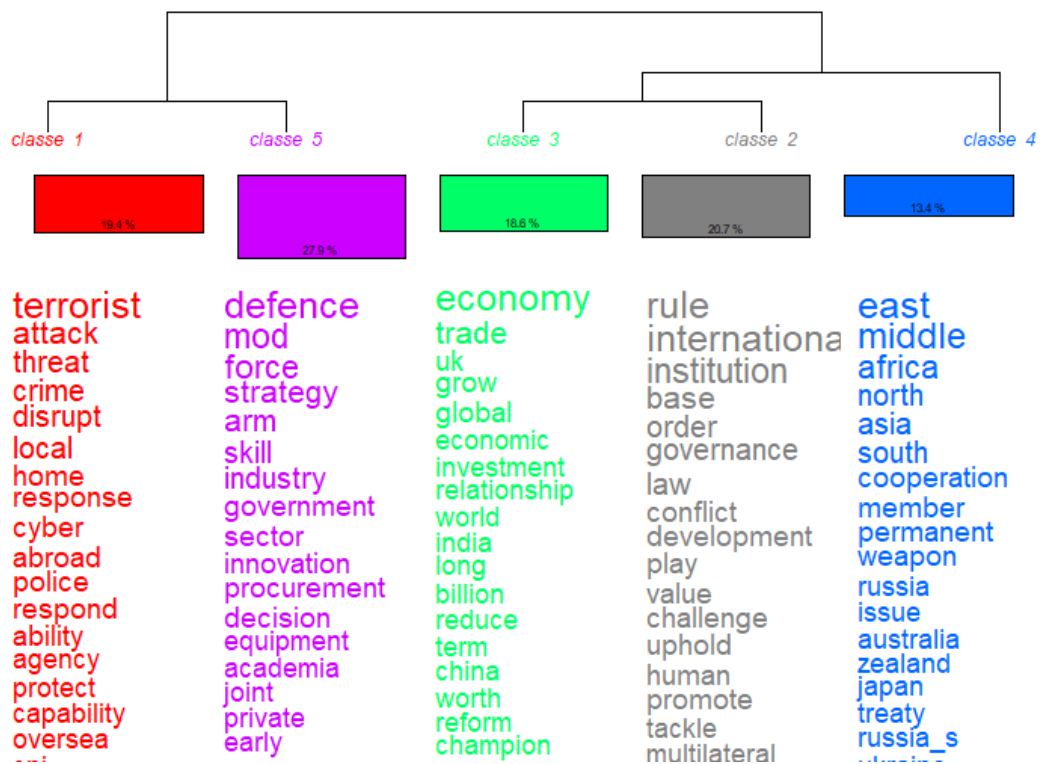 classe 1
classe 5
classe 3
classe 2
classe 4
19.4 %
27.9 %
18.6 %
20.7 %
13.4 %
terrorist
attack
threat
crime
disrupt
local
home
response
cyber
abroad
police
respond
ability
agency
protect
capability
oversea
defence
mod
force
strategy
arm
skill
industry
government
sector
innovation
procurement
decision
equipment
academia
joint
private
early
economy
trade
uk
grow
global
economic
investment
relationship
world
india
long
billion
reduce
term
china
worth
reform
champion
rule
internationa
institution
base
order
governance
law
conflict
development
play
value
challenge
uphold
human
promote
tackle
multilateral
east
middle
africa
north
asia
south
cooperation
member
permanent
weapon
russia
issue
australia
zealand
japan
treaty
russia_s